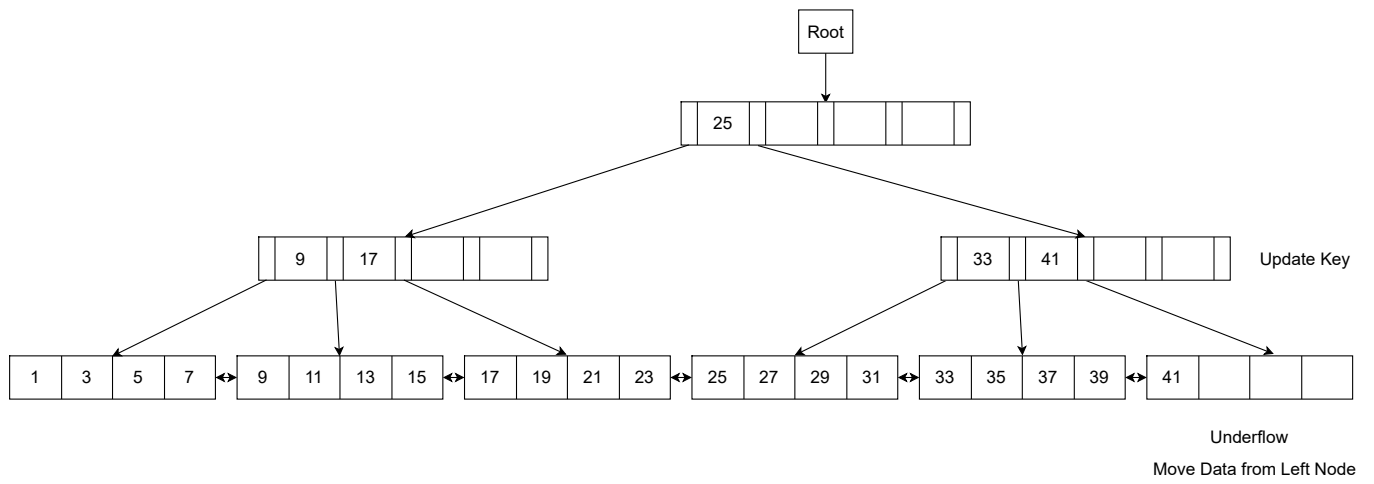 Root
25
9 17
33 41
Update Key
1 3 5 7 9 11 13 15 17 19 21 23 25 27 29 31 33 35 37 39 41
Underflow
Move Data from Left Node